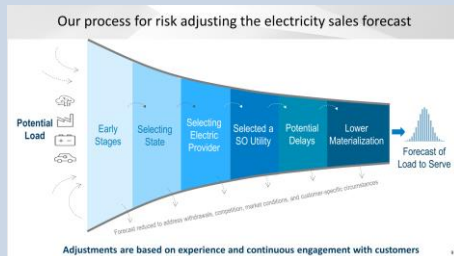 Our process for risk adjusting the electricity sales forecast
Potential
Load
Early
Stages
Selecting
State
Selecting
Electric
Provider
Selected a
SO Utility
Potential
Delays
Lower
Materialization
Forecast of
Load to Serve
Forecast reduced to address withdrawals, competition, market conditions, and customer-specific circumstances
Adjustments are based on experience and continuous engagement with customers